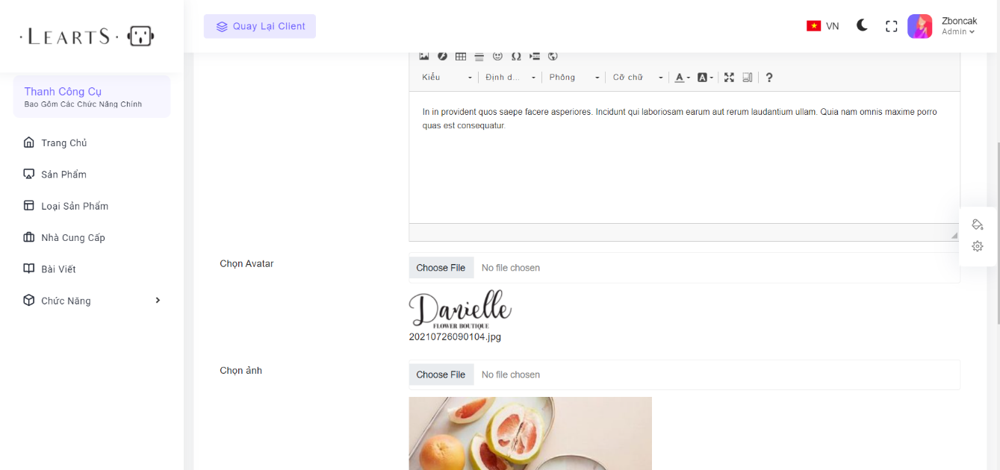 ·LEARTS·
Quay Lại Client
VN
Zboncak
Admin
Thanh Công Cụ
Bao Gồm Các Chức Năng Chính
Trang Chủ
Sản Phẩm
Loại Sản Phẩm
Nhà Cung Cấp
Bài Viết
Chức Năng
Kiểu
Định d...
Phông
Cỡ chữ
A
A
?
In in provident quos saepe facere asperiores. Incidunt qui laboriosam earum aut rerum laudantium ullam. Quia nam omnis maxime porro
quas est consequatur.
Chọn Avatar
Choose File
No file chosen
Danielle
FLOWER BOUTIQUE
20210726090104.jpg
Chọn ảnh
Choose File
No file chosen